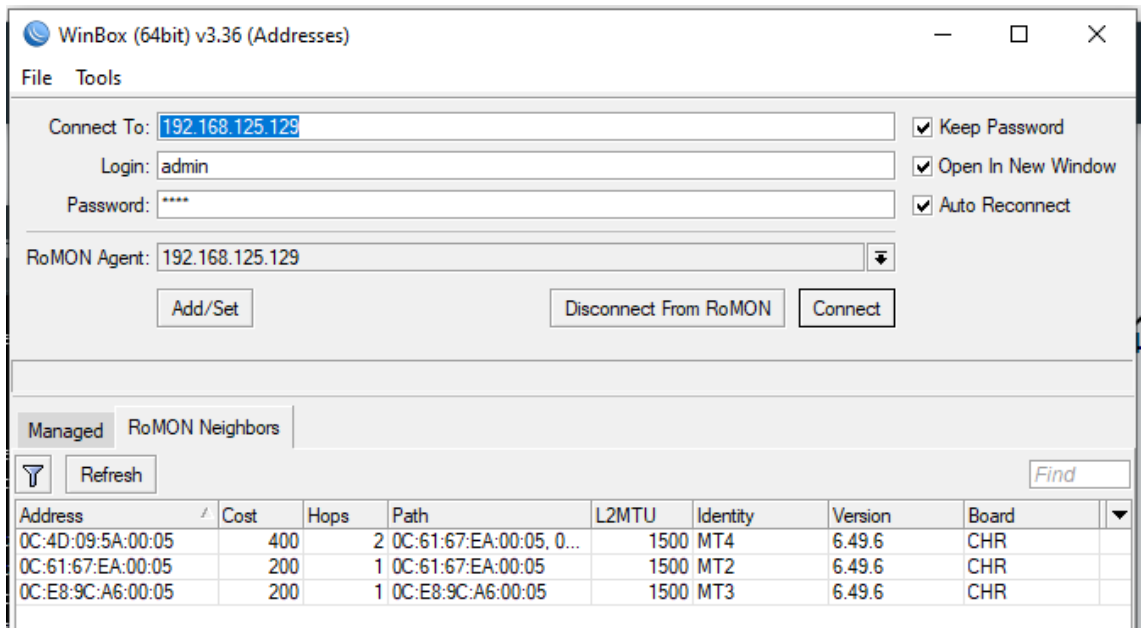 WinBox (64bit) v3.36 (Addresses)
File Tools
Connect To: 192.168.125.129
Keep Password
Login: admin
Open In New Window
Password: ****
Auto Reconnect
RoMON Agent: 192.168.125.129
Add/Set Disconnect From RoMON Connect
Managed RoMON Neighbors
Refresh Find
Address Cost Hops Path L2MTU Identity Version Board
0C:4D:09:5A:00:05 400 2 0C:61:67:EA:00:05, 0... 1500 MT4 6.49.6 CHR
0C:61:67:EA:00:05 200 1 0C:61:67:EA:00:05 1500 MT2 6.49.6 CHR
0C:E8:9C:A6:00:05 200 1 0C:E8:9C:A6:00:05 1500 MT3 6.49.6 CHR